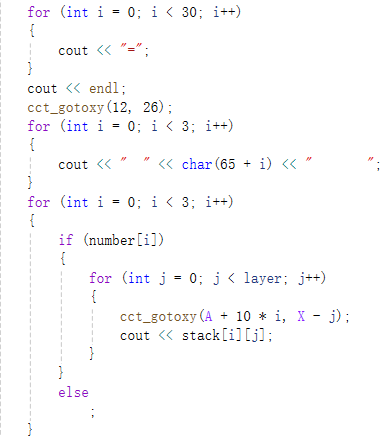 for (int i = 0; i < 30; i++)
{
cout << "=";
}
cout << endl;
cct_gotoxy(12, 26);
for (int i = 0; i < 3; i++)
{
cout << "  " << char(65 + i) << "       ";
}
for (int i = 0; i < 3; i++)
{
if (number[i])
{
for (int j = 0; j < layer; j++)
{
cct_gotoxy(A + 10 * i, X - j);
cout << stack[i][j];
}
}
else
;
}